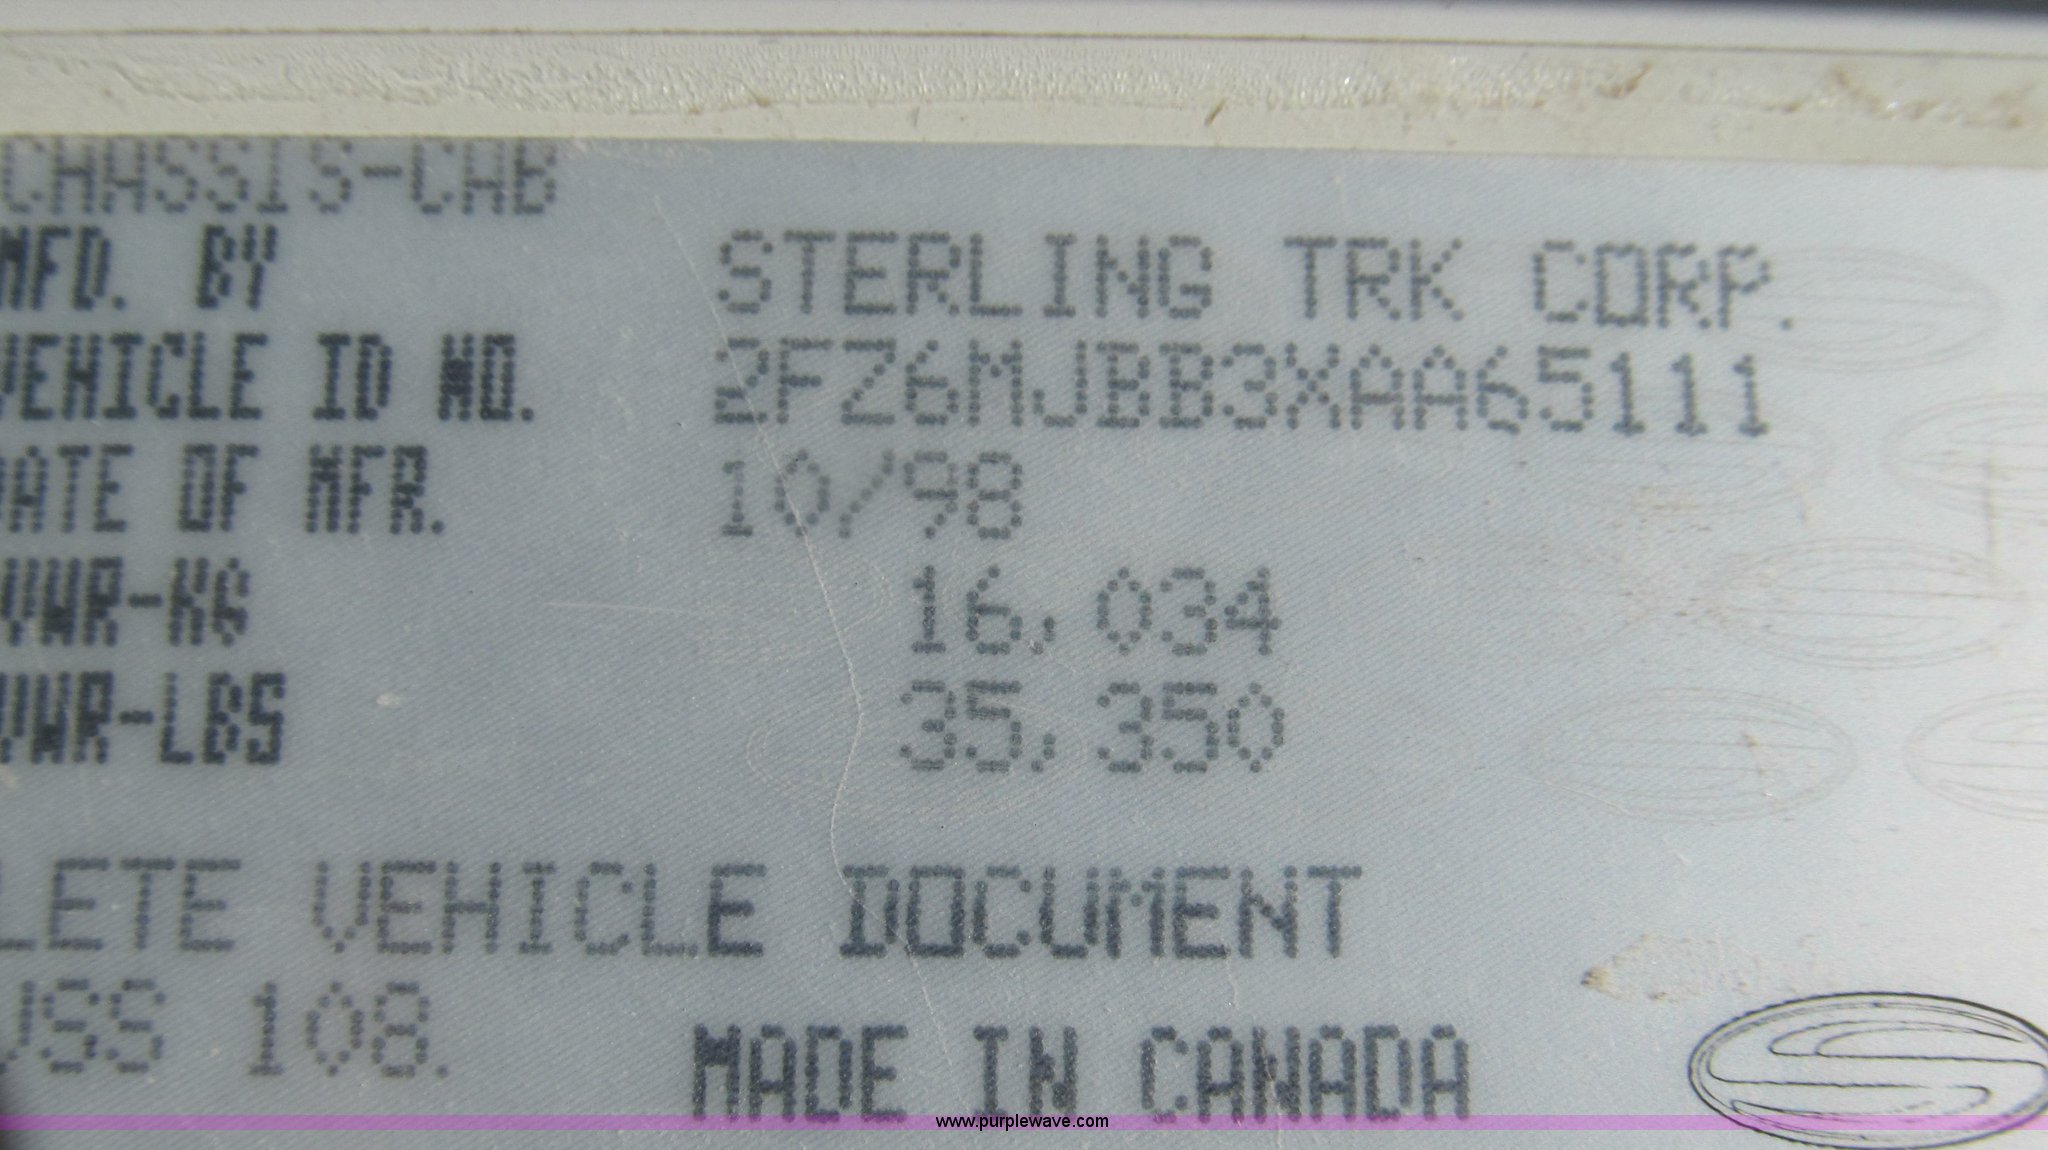 CHASSIS-CAB
MFD. BY STERLING TRK CORP.
VEHICLE ID NO. 2FZ6MJBB3XAA65111
DATE OF MFR. 10/98
VWR-KG 16,034
VWR-LBS 35,350
LETE VEHICLE DOCUMENT
VSS 108.
MADE IN CANADA
www.purplewave.com